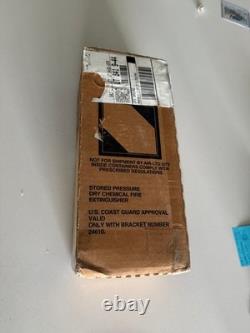 NOT FOR SHIPMENT BY AIR-LTD QTY
INSIDE CONTAINERS COMPLY WITH
PRESCRIBED REGULATIONS.
STORED PRESSURE
DRY CHEMICAL FIRE
EXTINGUISHER
U.S. COAST GUARD APPROVAL
VALID
ONLY WITH BRACKET NUMBER
24610.